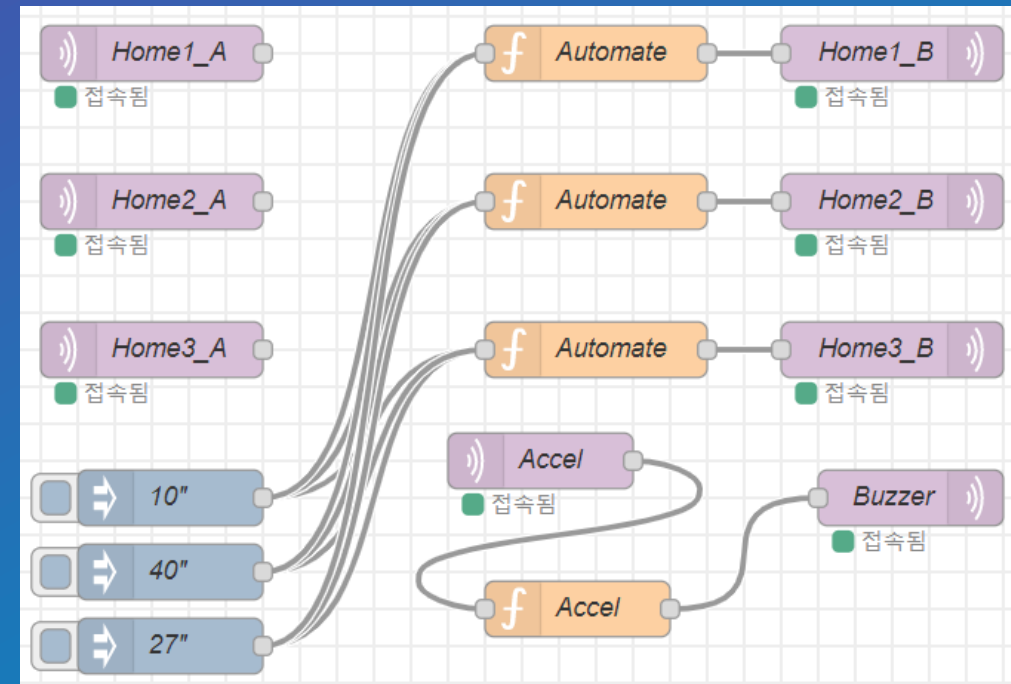 Home1_A
Automate
Home1_B
접속됨
접속됨
Home2_A
Automate
Home2_B
접속됨
접속됨
Home3_A
Automate
Home3_B
접속됨
접속됨
Accel
접속됨
10"
Buzzer
접속됨
40"
Accel
27"